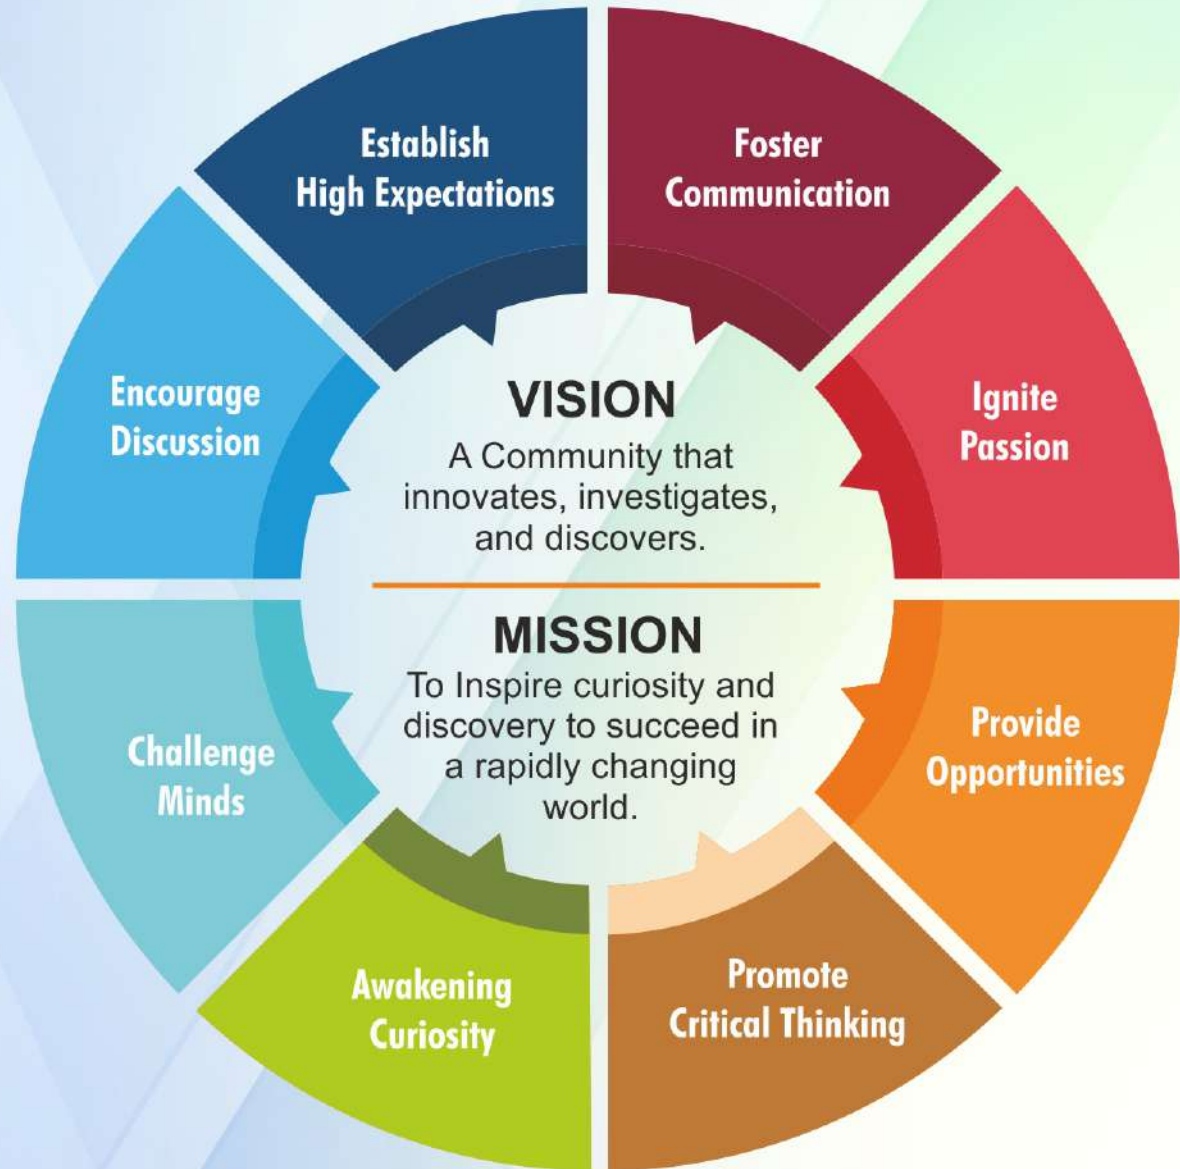 Establish
High Expectations
Foster
Communication
Ignite
Passion
Provide
Opportunities
Promote
Critical Thinking
Awakening
Curiosity
Challenge
Minds
Encourage
Discussion
VISION
A Community that
innovates, investigates,
and discovers.
MISSION
To Inspire curiosity and
discovery to succeed in
a rapidly changing
world.